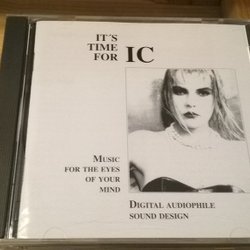 IT´S
TIME
FOR IC
MUSIC
FOR THE EYES
OF YOUR
MIND
DIGITAL AUDIOPHILE
SOUND DESIGN